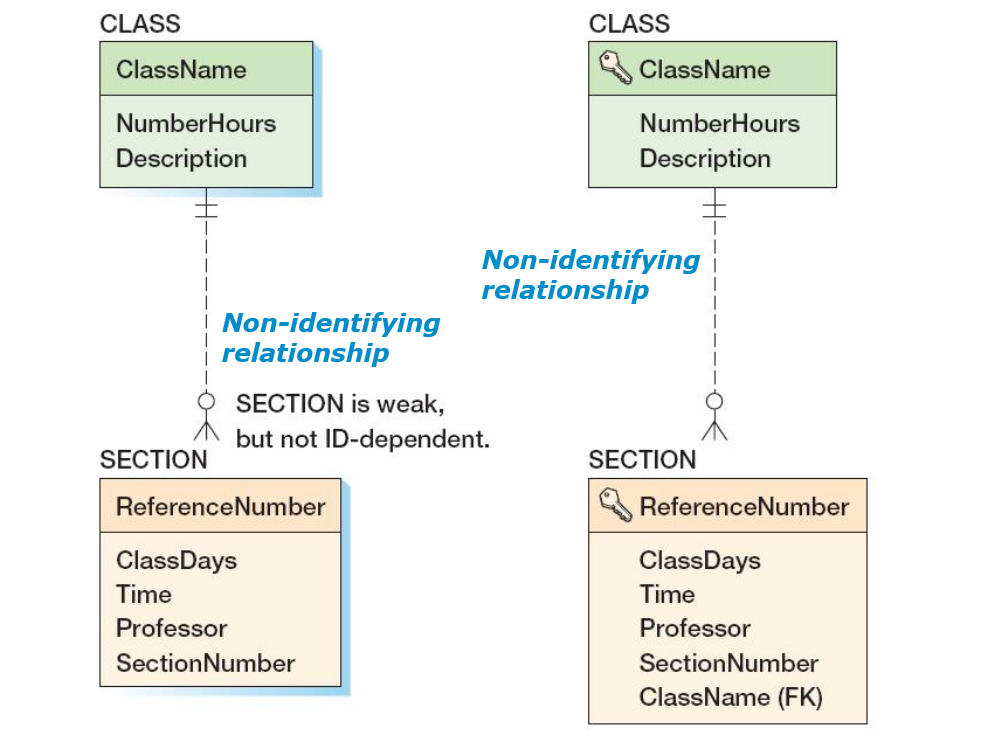 CLASS
ClassName
NumberHours
Description
Non-identifying
relationship
SECTION is weak,
but not ID-dependent.
SECTION
ReferenceNumber
ClassDays
Time
Professor
SectionNumber
CLASS
ClassName
NumberHours
Description
Non-identifying
relationship
SECTION
ReferenceNumber
ClassDays
Time
Professor
SectionNumber
ClassName (FK)